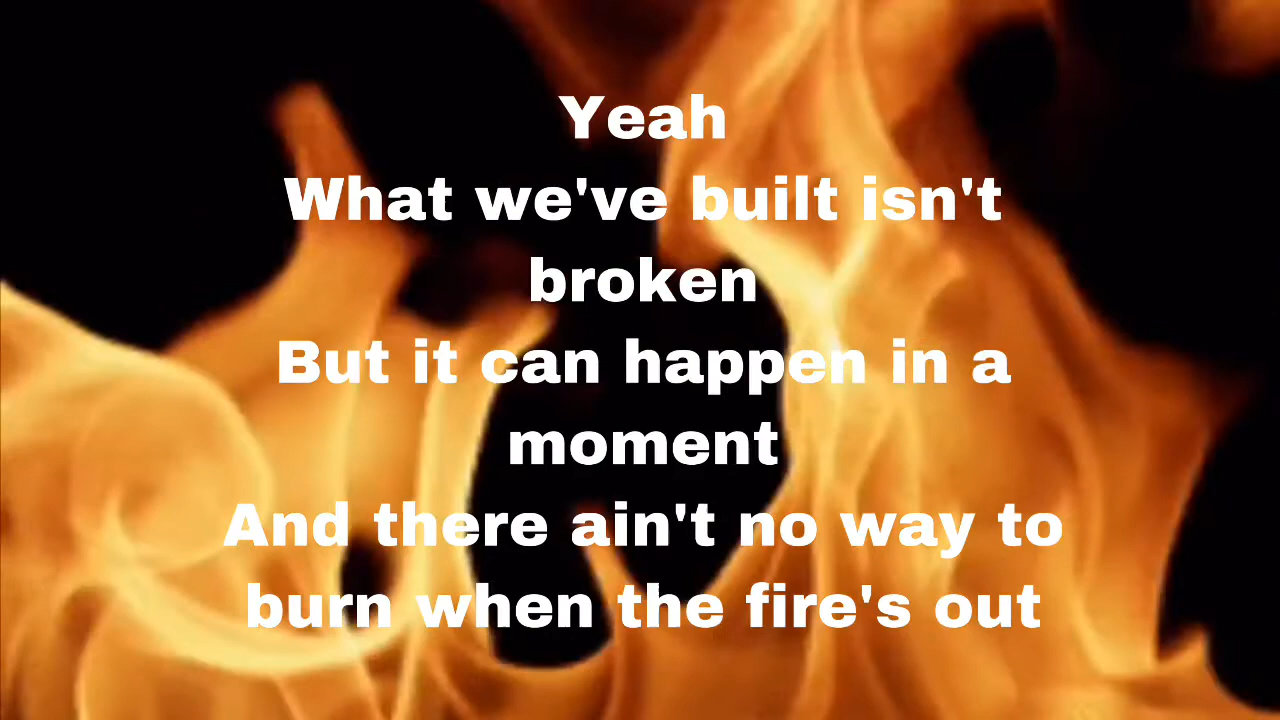 Yeah
What we've built isn't
broken
But it can happen in a
moment
And there ain't no way to
burn when the fire's out